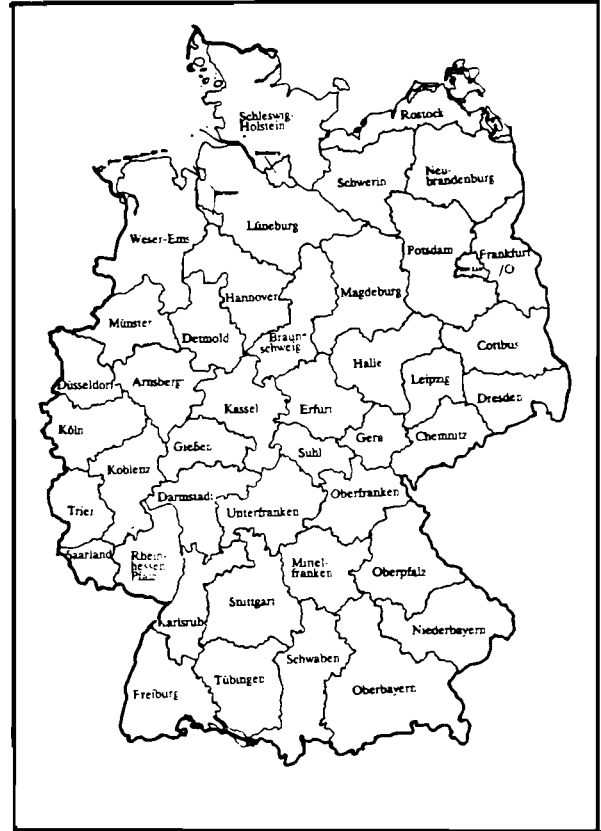 Schleswig-
Holstein
Rostock
Schwerin
Neu-
brandenburg
Lüneburg
Weser-Ems
Potsdam
Frankfurt
/O
Hannover
Magdeburg
Münster
Detmold
Braun-
schweig
Cottbus
Halle
Düsseldorf
Arnsberg
Leipzig
Kassel
Erfurt
Dresden
Köln
Gießen
Gera
Chemnitz
Suhl
Koblenz
Darmstadt
Oberfranken
Trier
Unterfranken
Saarland
Rhein-
hessen
Pfalz
Mittel-
franken
Oberpfalz
Stuttgart
Karlsruh
Niederbayern
Schwaben
Tübingen
Freiburg
Oberbayern